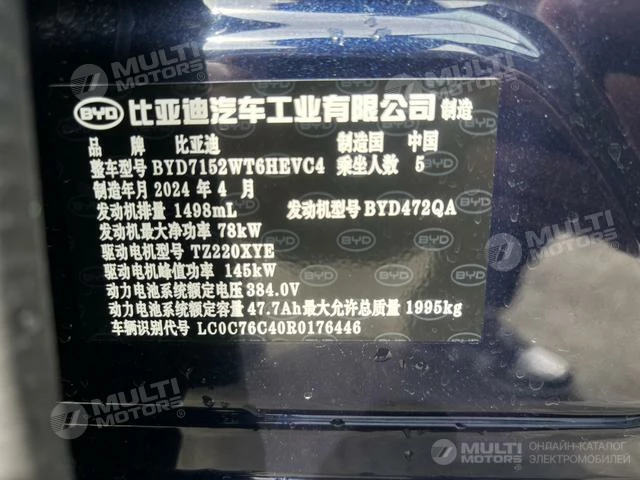 MULTI MOTORS
MULTI MOTORS
BYD 比亚迪汽车工业有限公司 制造
品 牌 比亚迪 制造国 中国
整车型号 BYD7152WT6HEVC4 乘坐人数 5
制造年月 2024 年 4 月
发动机排量 1498mL 发动机型号 BYD472QA
发动机最大净功率 78kW
驱动电机型号 TZ220XYE
驱动电机峰值功率 145kW
动力电池系统额定电压 384.0V
动力电池系统额定容量 47.7Ah 最大允许总质量 1995kg
车辆识别代号 LC0C76C40R0176446
MULTI MOTORS
MULTI MOTORS
MULTI MOTORS
ОНЛАЙН-КАТАЛОГ
ЭЛЕКТРОМОБИЛЕЙ